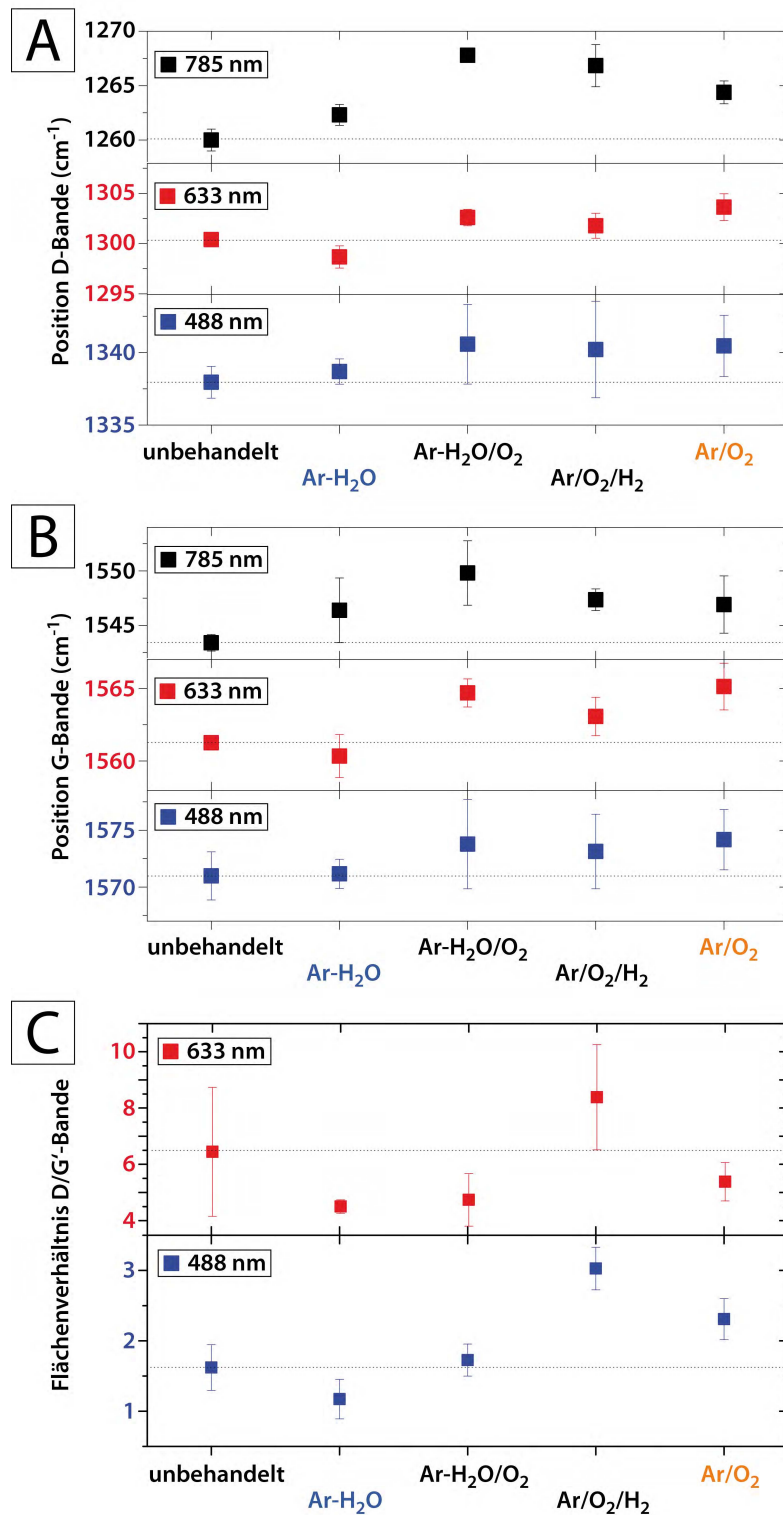 A
Position D-Bande (cm⁻¹)
1270
1265
1260
785 nm
1305
1300
1295
633 nm
1340
1335
488 nm
unbehandelt
Ar-H₂O
Ar-H₂O/O₂
Ar/O₂/H₂
Ar/O₂
B
Position G-Bande (cm⁻¹)
1550
1545
785 nm
1565
1560
633 nm
1575
1570
488 nm
unbehandelt
Ar-H₂O
Ar-H₂O/O₂
Ar/O₂/H₂
Ar/O₂
C
Flächenverhältnis D/G‘-Bande
10
8
6
4
633 nm
3
2
1
488 nm
unbehandelt
Ar-H₂O
Ar-H₂O/O₂
Ar/O₂/H₂
Ar/O₂